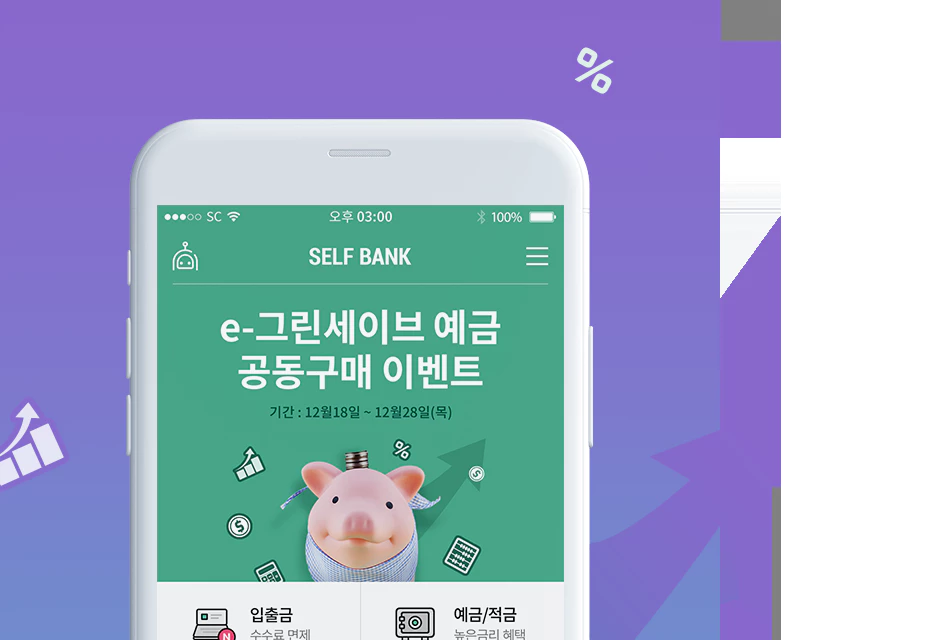 %
SC 오후 03:00 100%
SELF BANK
e-그린세이브 예금
공동구매 이벤트
기간 : 12월18일 ~ 12월28일(목)
%
$
$
입출금
수수료 면제
N
예금/적금
높은금리 혜택